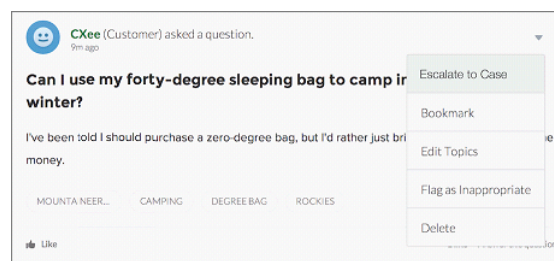 CXee (Customer) asked a question.
9m ago
Can I use my forty-degree sleeping bag to camp in
winter?
I've been told I should purchase a zero-degree bag, but I'd rather just bri
money.
MOUNTA NEER... CAMPING DEGREE BAG ROCKIES
Like
Escalate to Case
Bookmark
Edit Topics
Flag as Inappropriate
Delete